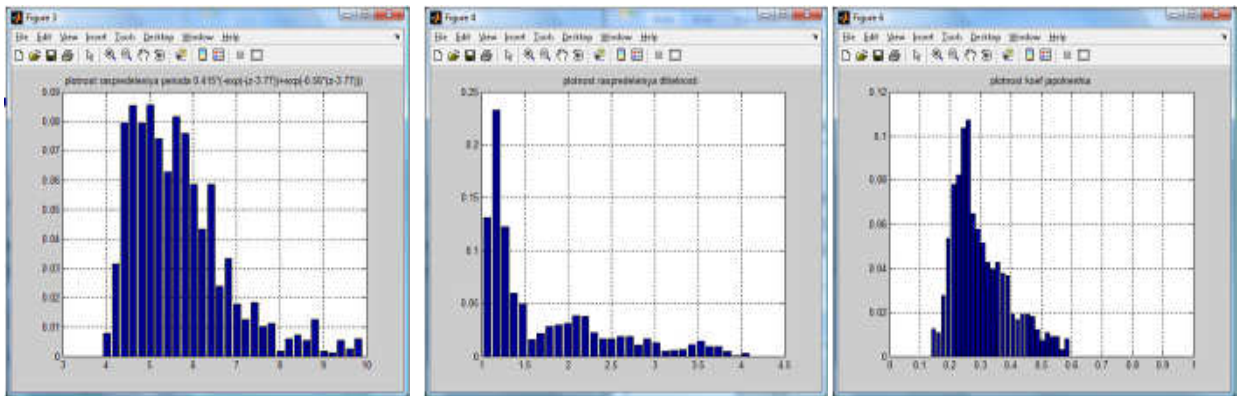 Figure 3
File Edit View Insert Tools Desktop Window Help
plotnost raspredeleniya perioda 0.415*(-exp(-(z-3.77))+exp(-0.56*(z-3.77)))
0.09
0.08
0.07
0.06
0.05
0.04
0.03
0.02
0.01
0
3 4 5 6 7 8 9 10
Figure 4
File Edit View Insert Tools Desktop Window Help
plotnost raspredeleniya dlitelnosti
0.25
0.2
0.15
0.1
0.05
0
1 1.5 2 2.5 3 3.5 4 4.5
Figure 6
File Edit View Insert Tools Desktop Window Help
plotnost koef zapolnenia
0.12
0.1
0.08
0.06
0.04
0.02
0
0 0.1 0.2 0.3 0.4 0.5 0.6 0.7 0.8 0.9 1